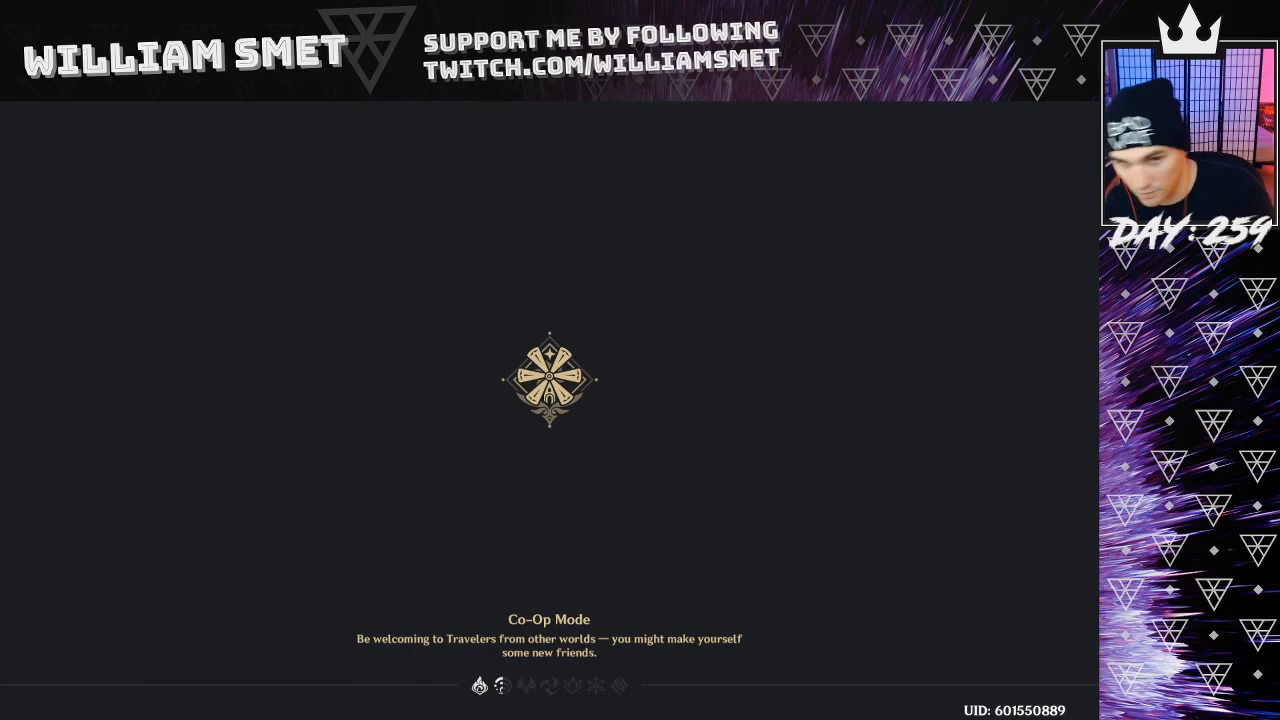 WILLIAM SMET
SUPPORT ME BY FOLLOWING
TWITCH.COM/WILLIAMSMET
DAY: 259
Co-Op Mode
Be welcoming to Travelers from other worlds — you might make yourself
some new friends.
UID: 601550889